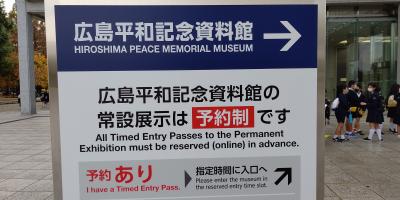 広島平和記念資料館
HIROSHIMA PEACE MEMORIAL MUSEUM
広島平和記念資料館の
常設展示は 予約制 です
All Timed Entry Passes to the Permanent
Exhibition must be reserved (online) in advance.
予約 あり
I have a Timed Entry Pass.
指定時間に入口へ
Please enter the museum in
the reserved entry time slot.